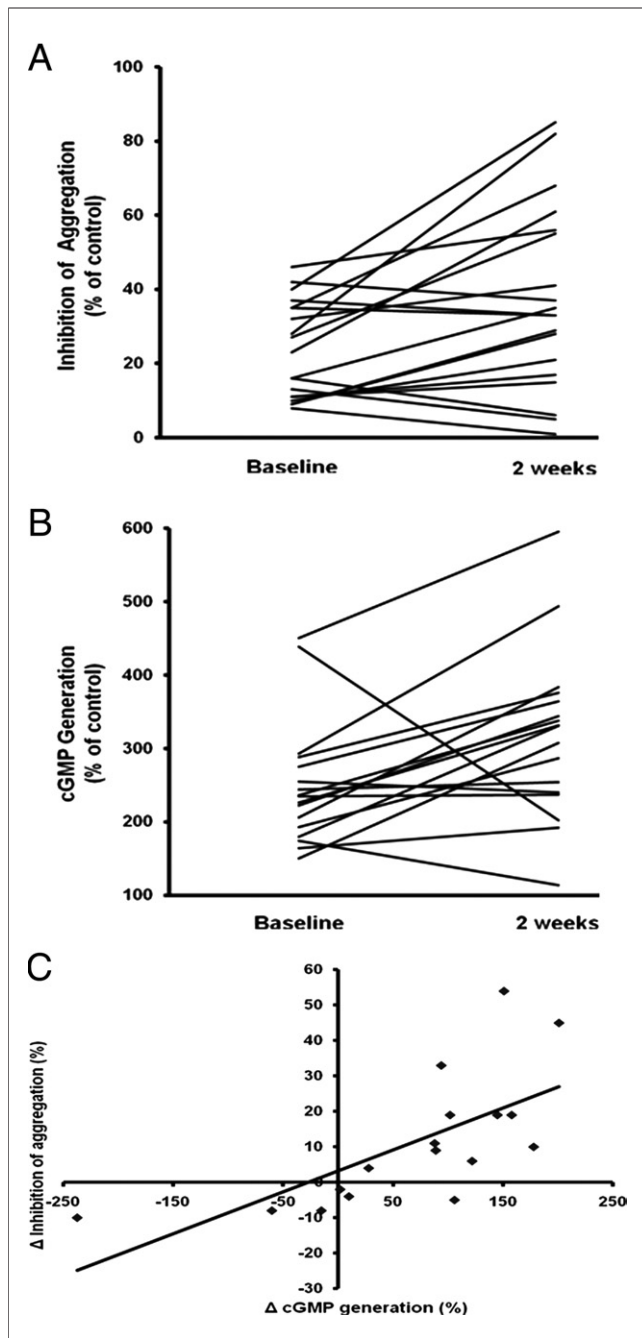 A
Inhibition of Aggregation
(% of control)
100
80
60
40
20
0
Baseline 2 weeks
B
cGMP Generation
(% of control)
600
500
400
300
200
100
Baseline 2 weeks
C
Δ Inhibition of aggregation (%)
60
50
40
30
20
10
0
-10
-20
-30
-250 -150 -50 50 150 250
Δ cGMP generation (%)